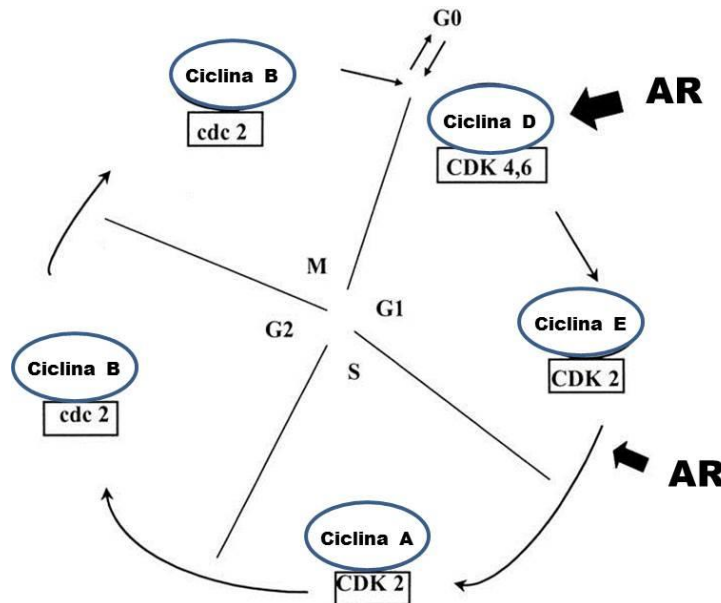 G0
Ciclina B
cdc 2
Ciclina D
CDK 4,6
AR
M
G1
G2
S
Ciclina E
CDK 2
Ciclina B
cdc 2
AR
Ciclina A
CDK 2